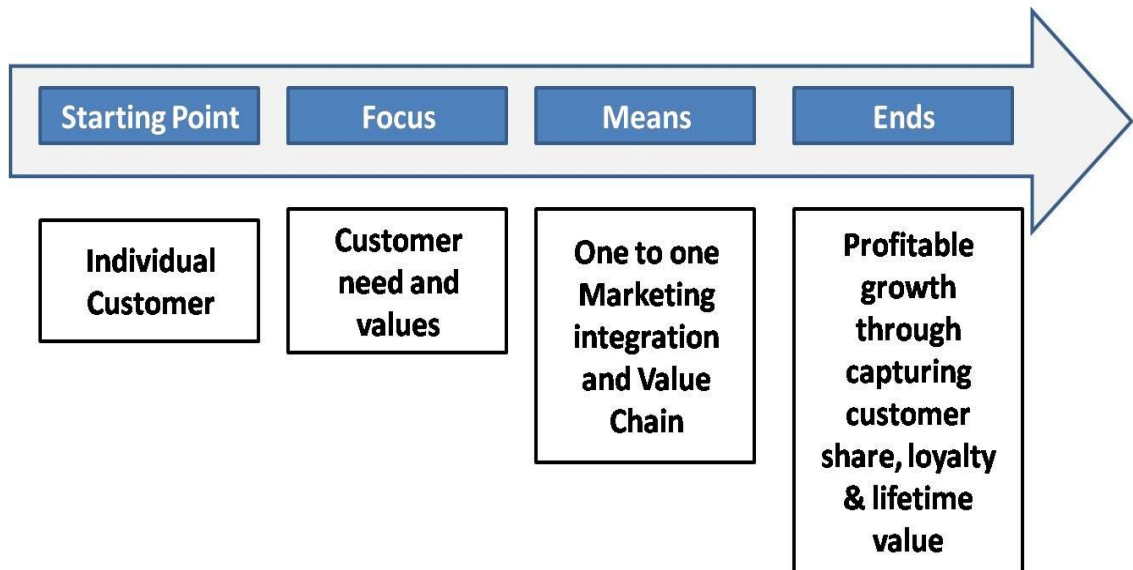 Starting Point
Focus
Means
Ends
Individual
Customer
Customer
need and
values
One to one
Marketing
integration
and Value
Chain
Profitable
growth
through
capturing
customer
share, loyalty
& lifetime
value